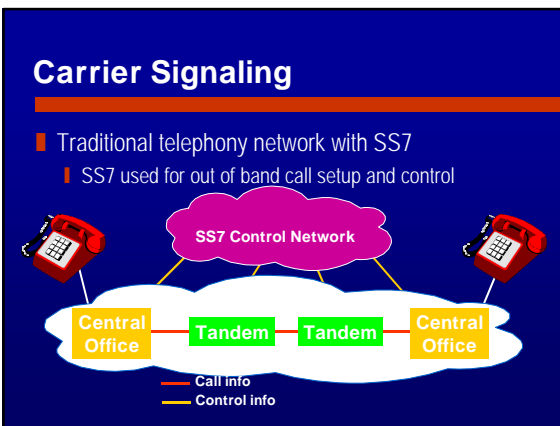 Carrier Signaling
Traditional telephony network with SS7
SS7 used for out of band call setup and control
SS7 Control Network
Central
Office
Tandem
Tandem
Central
Office
Call info
Control info